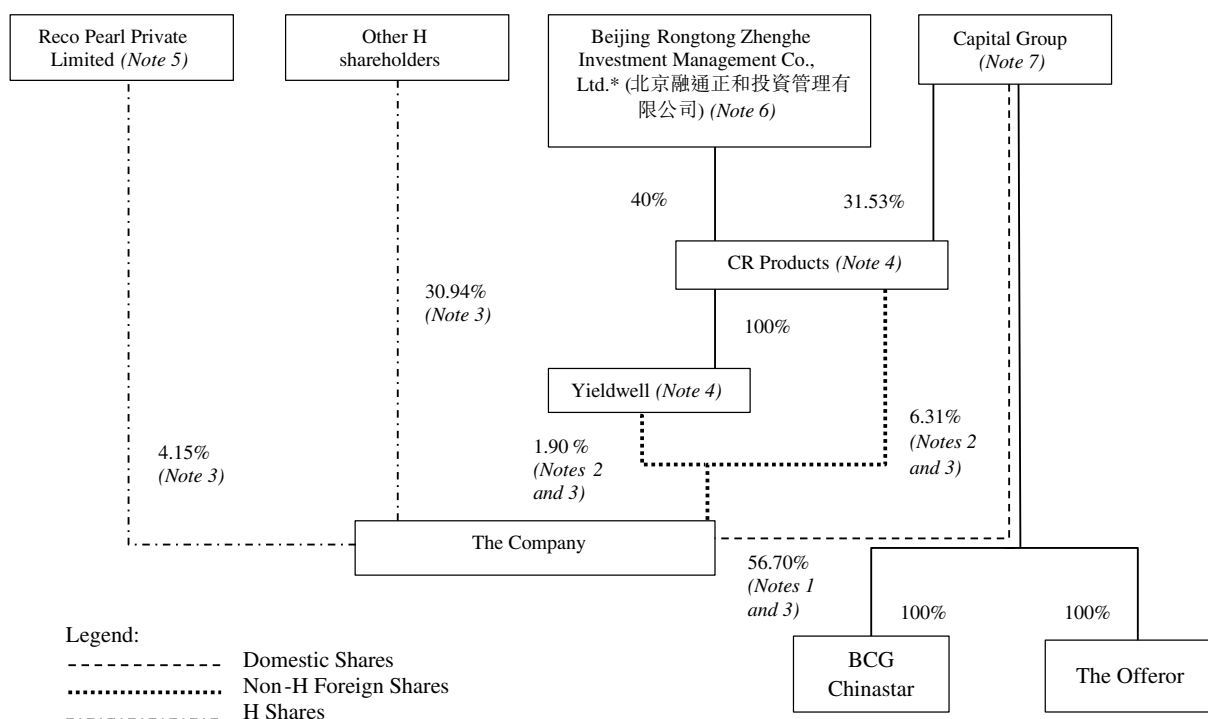 Reco Pearl Private
Limited (Note 5)
Other H
shareholders
Beijing Rongtong Zhenghe
Investment Management Co.,
Ltd.* (北京融通正和投資管理有
限公司) (Note 6)
Capital Group
(Note 7)
40%
31.53%
CR Products (Note 4)
30.94%
(Note 3)
100%
Yieldwell (Note 4)
4.15%
(Note 3)
1.90 %
(Notes 2
and 3)
6.31%
(Notes 2
and 3)
The Company
56.70%
(Notes 1
and 3)
100%
100%
BCG
Chinastar
The Offeror
Legend:
Domestic Shares
Non-H Foreign Shares
H Shares